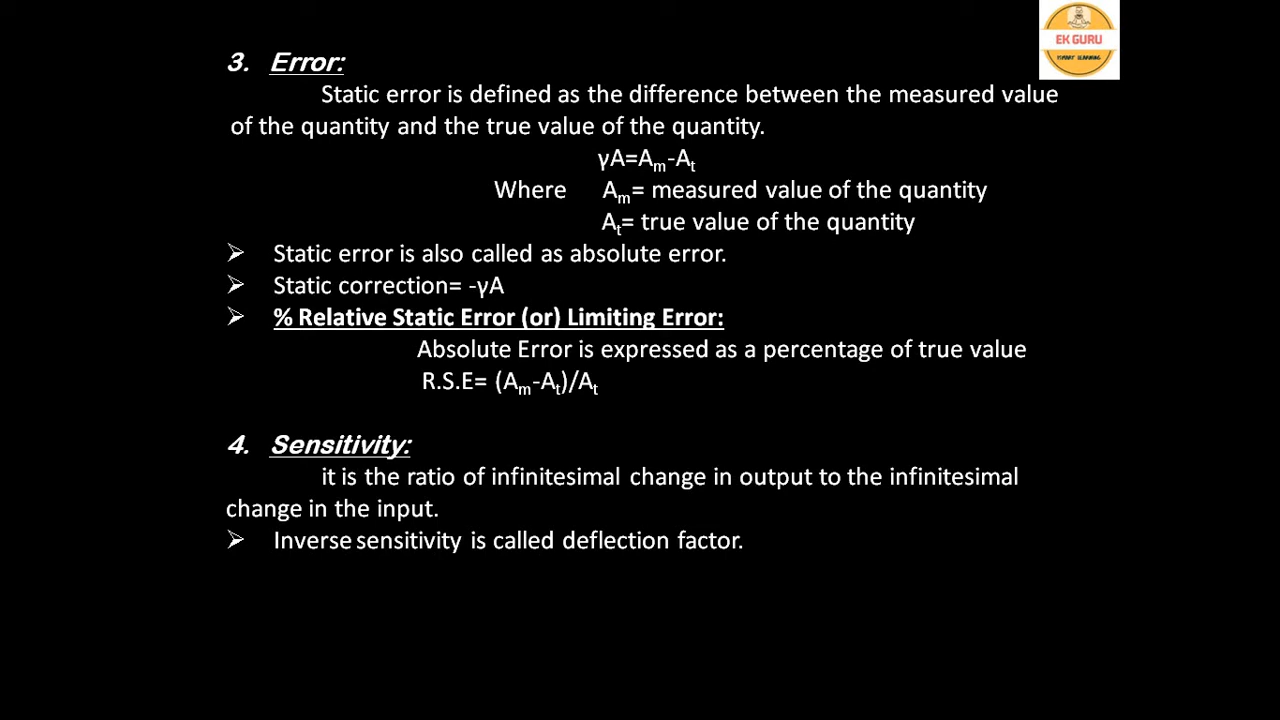 EK GURU
SMART LEARNING
3. Error:
Static error is defined as the difference between the measured value
of the quantity and the true value of the quantity.
γA=Am-At
Where Am= measured value of the quantity
At= true value of the quantity
➢ Static error is also called as absolute error.
➢ Static correction= -γA
➢ % Relative Static Error (or) Limiting Error:
Absolute Error is expressed as a percentage of true value
R.S.E= (Am-At)/At
4. Sensitivity:
it is the ratio of infinitesimal change in output to the infinitesimal
change in the input.
➢ Inverse sensitivity is called deflection factor.